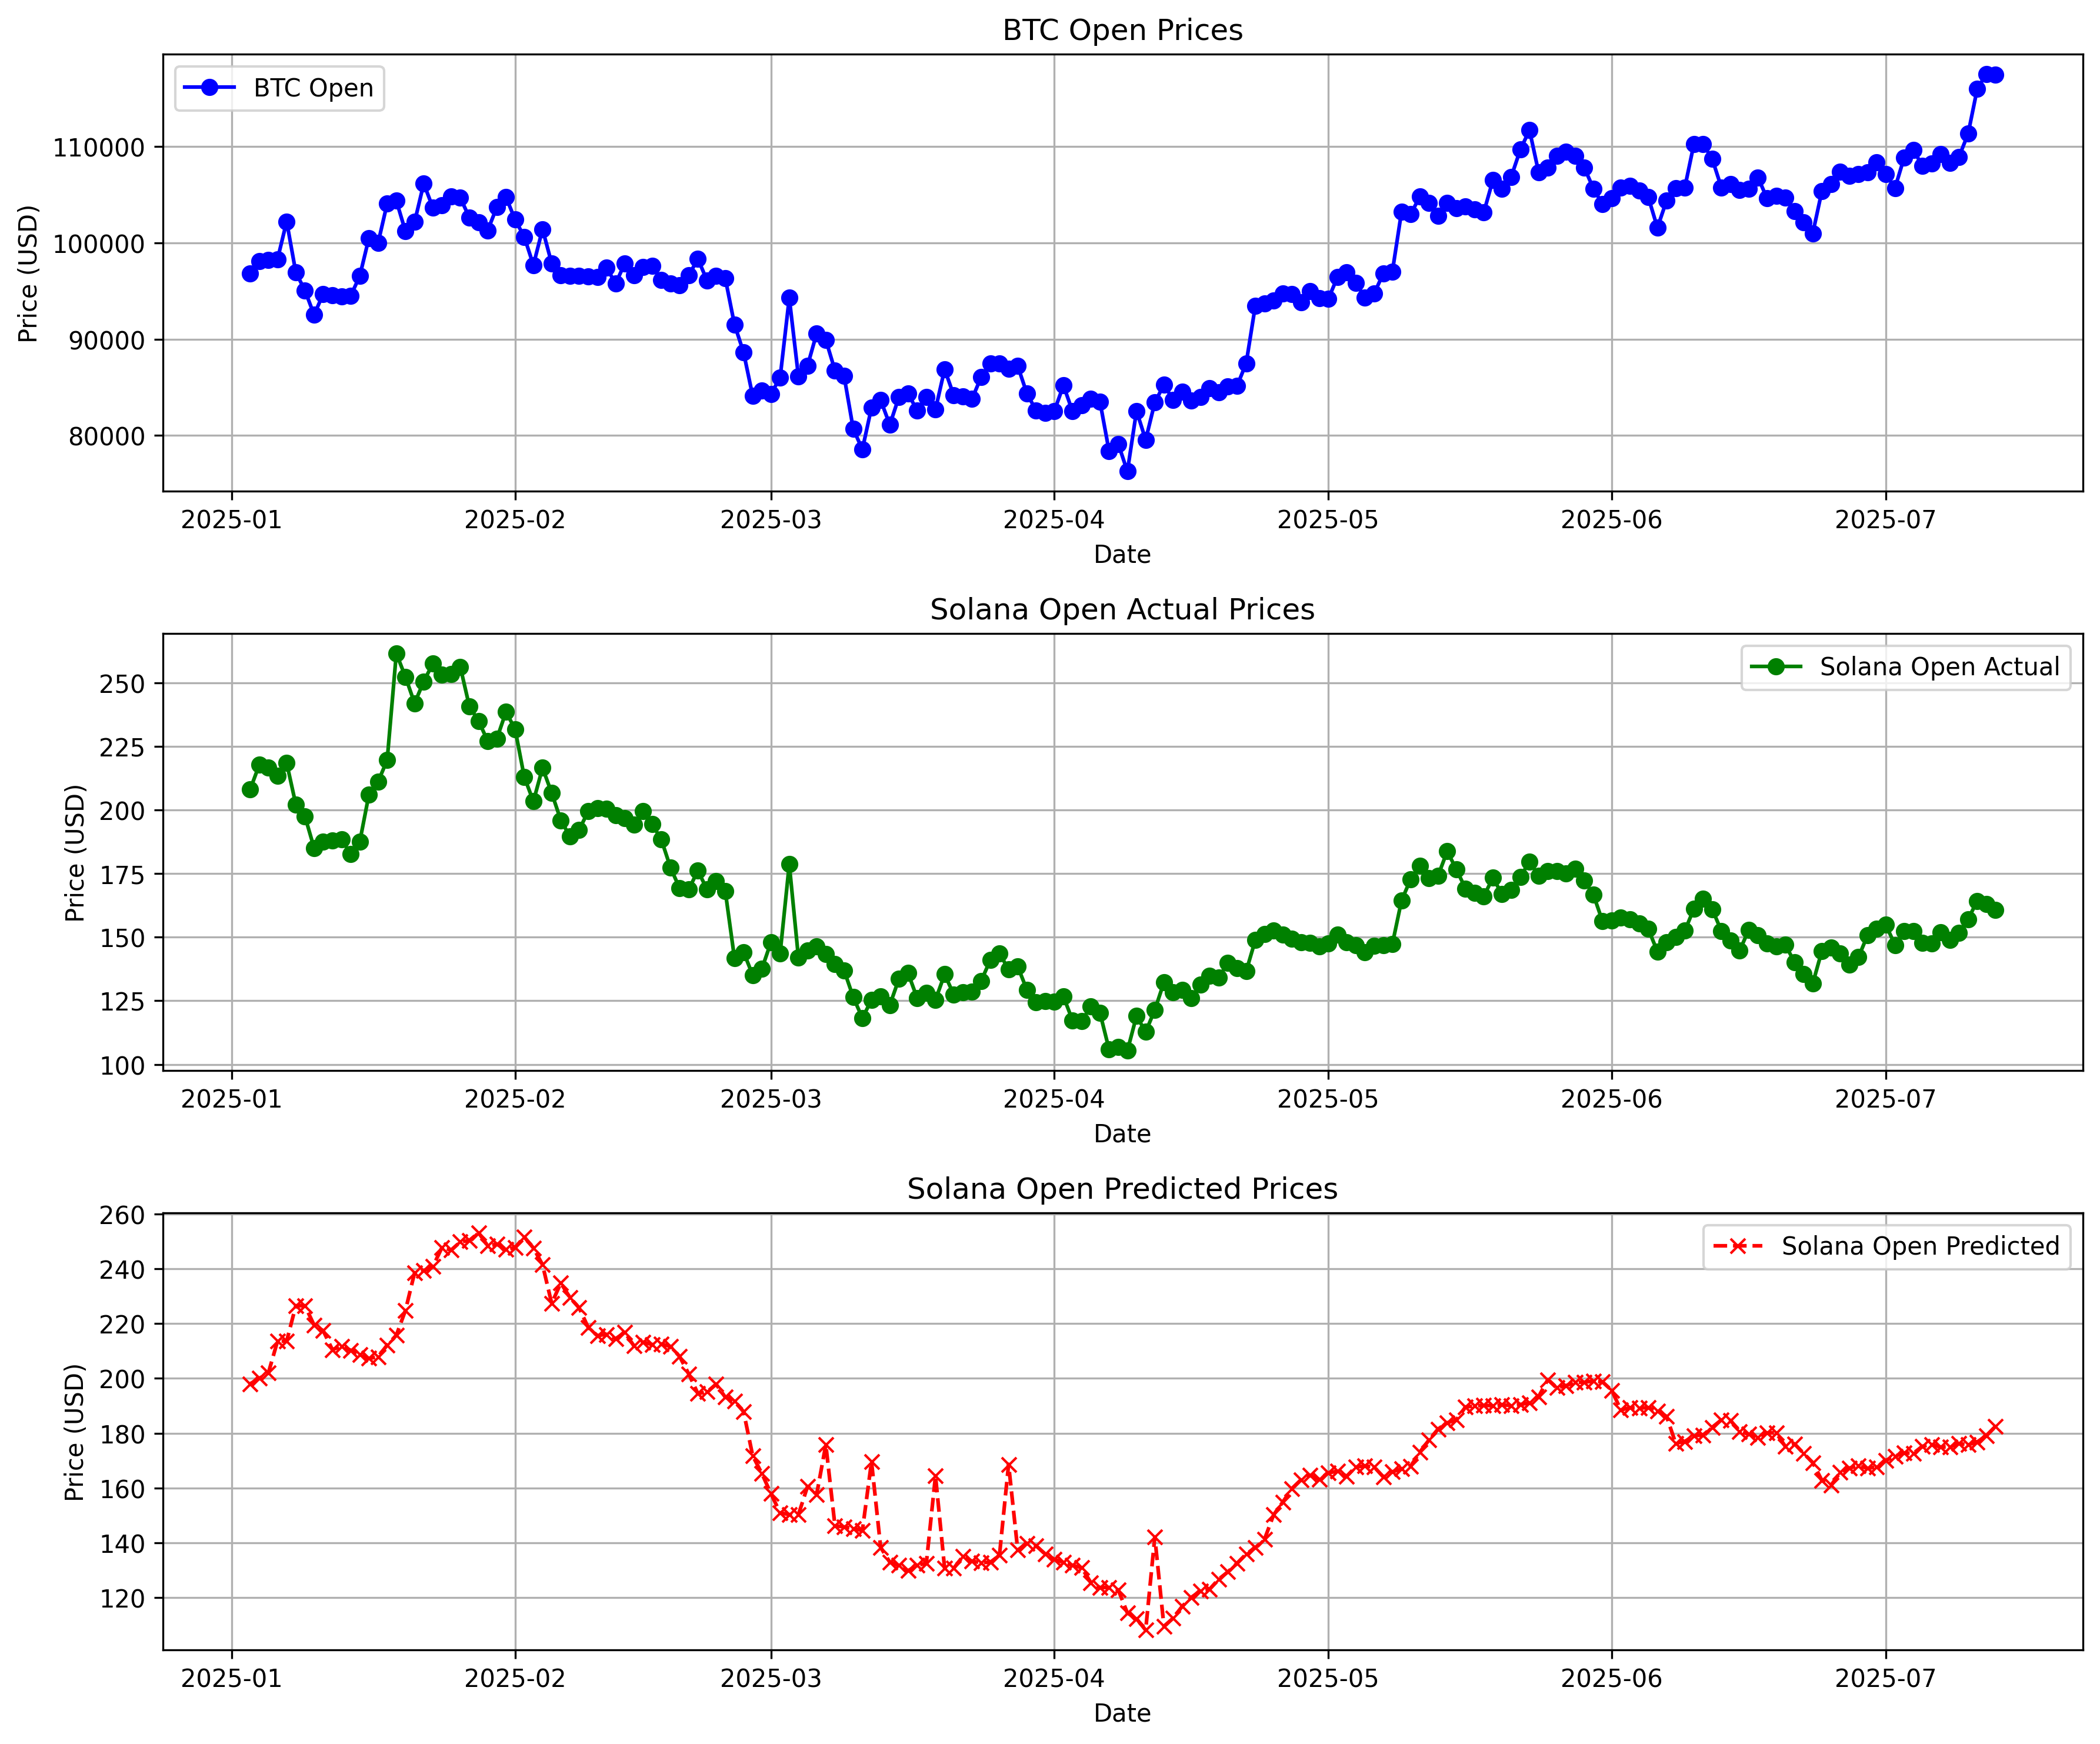 BTC Open Prices
BTC Open
Price (USD)
110000
100000
90000
80000
2025-01 2025-02 2025-03 2025-04 2025-05 2025-06 2025-07
Date
Solana Open Actual Prices
Solana Open Actual
Price (USD)
250
225
200
175
150
125
100
2025-01 2025-02 2025-03 2025-04 2025-05 2025-06 2025-07
Date
Solana Open Predicted Prices
Solana Open Predicted
Price (USD)
260
240
220
200
180
160
140
120
2025-01 2025-02 2025-03 2025-04 2025-05 2025-06 2025-07
Date